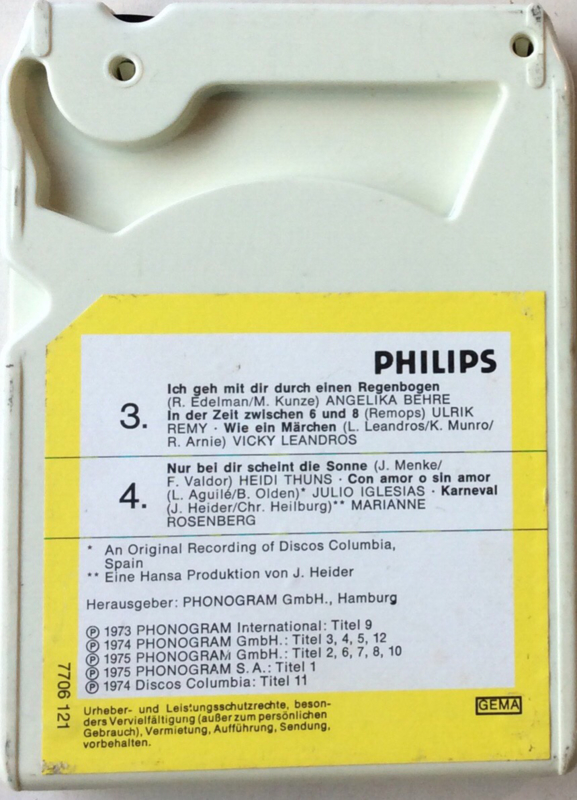 PHILIPS
3.
Ich geh mit dir durch einen Regenbogen
(R. Edelman/M. Kunze) ANGELIKA BEHRE
In der Zeit zwischen 6 und 8 (Remops) ULRIK
REMY · Wie ein Märchen (L. Leandros/K. Munro/
R. Arnie) VICKY LEANDROS
4.
Nur bei dir scheint die Sonne (J. Menke/
F. Valdor) HEIDI THUNS · Con amor o sin amor
(L. Aguilé/B. Olden)* JULIO IGLESIAS · Karneval
(J. Heider/Chr. Heilburg)** MARIANNE
ROSENBERG
* An Original Recording of Discos Columbia,
Spain
** Eine Hansa Produktion von J. Heider
Herausgeber: PHONOGRAM GmbH., Hamburg
Ⓟ 1973 PHONOGRAM International: Titel 9
Ⓟ 1974 PHONOGRAM GmbH.: Titel 3, 4, 5, 12
Ⓟ 1975 PHONOGRAM GmbH.: Titel 2, 6, 7, 8, 10
Ⓟ 1975 PHONOGRAM S. A.: Titel 1
Ⓟ 1974 Discos Columbia: Titel 11
7706 121
Urheber- und Leistungsschutzrechte, beson-
ders Vervielfältigung (außer zum persönlichen
Gebrauch), Vermietung, Aufführung, Sendung,
vorbehalten.
GEMA